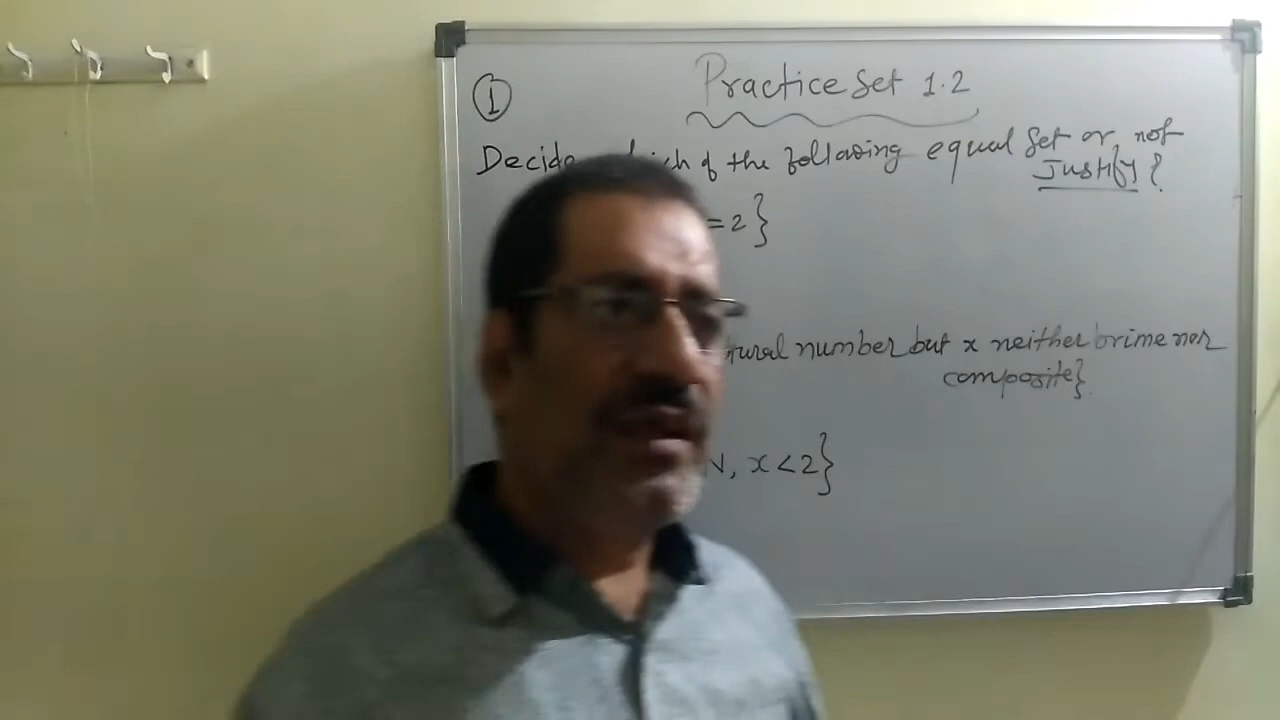 ① Practice Set 1.2
Decide which of the following equal Set or not
Justify?
=2}
tural number but x neither brime nor
composite}.
N, x<2}